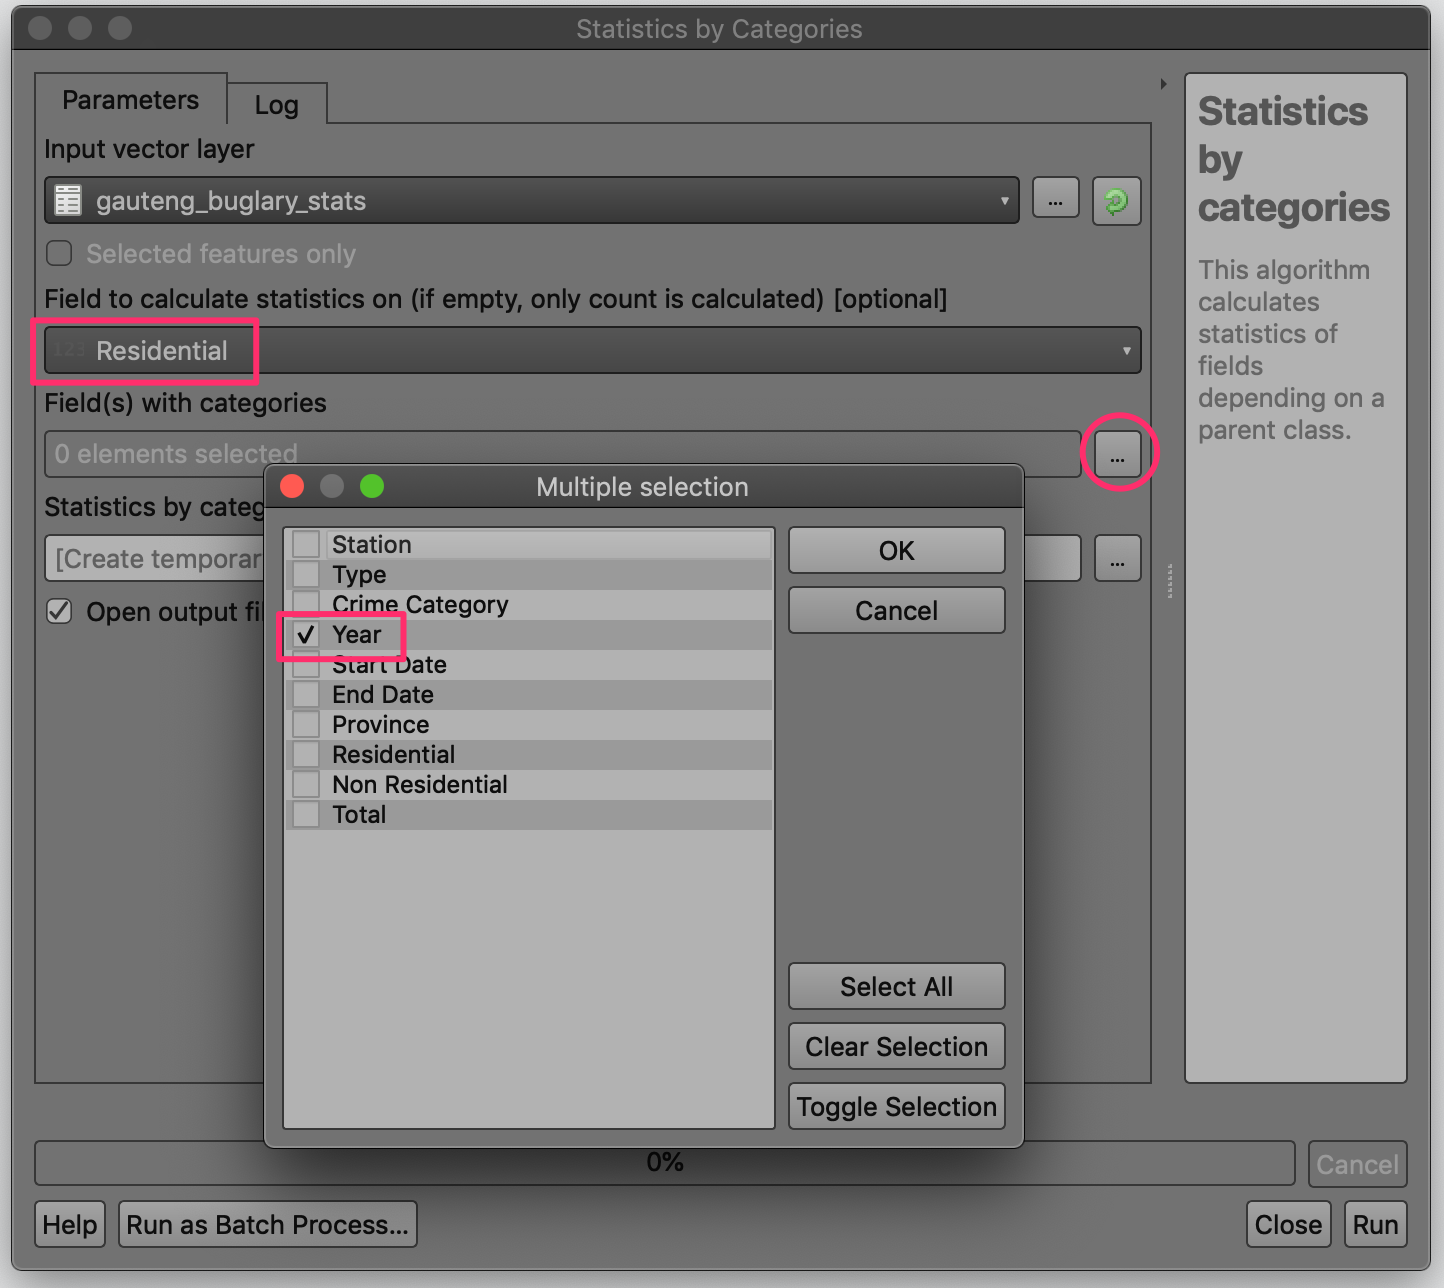 Statistics by Categories
Parameters
Log
Input vector layer
gauteng_buglary_stats
...
Selected features only
Field to calculate statistics on (if empty, only count is calculated) [optional]
123 Residential
Field(s) with categories
0 elements selected
...
Statistics by categ
[Create temporar
...
Open output fi
Multiple selection
Station
Type
Crime Category
Year
Start Date
End Date
Province
Residential
Non Residential
Total
OK
Cancel
Select All
Clear Selection
Toggle Selection
Statistics
by
categories
This algorithm
calculates
statistics of
fields
depending on a
parent class.
0%
Cancel
Help
Run as Batch Process...
Close
Run